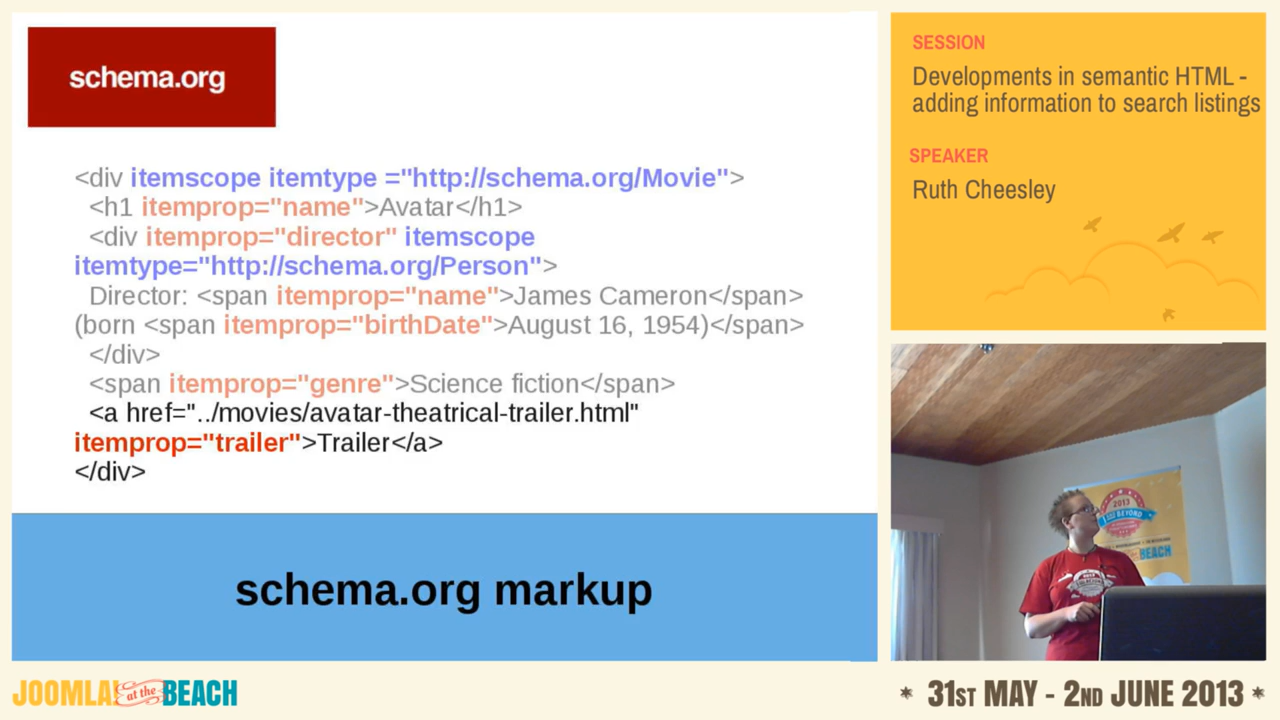 schema.org
<div itemscope itemtype ="http://schema.org/Movie">
<h1 itemprop="name">Avatar</h1>
<div itemprop="director" itemscope
itemtype="http://schema.org/Person">
Director: <span itemprop="name">James Cameron</span>
(born <span itemprop="birthDate">August 16, 1954)</span>
</div>
<span itemprop="genre">Science fiction</span>
<a href="../movies/avatar-theatrical-trailer.html"
itemprop="trailer">Trailer</a>
</div>
schema.org markup
SESSION
Developments in semantic HTML -
adding information to search listings
SPEAKER
Ruth Cheesley
2013
BEYOND
BEACH
JOOMLA! at the BEACH
* 31ST MAY - 2ND JUNE 2013 *